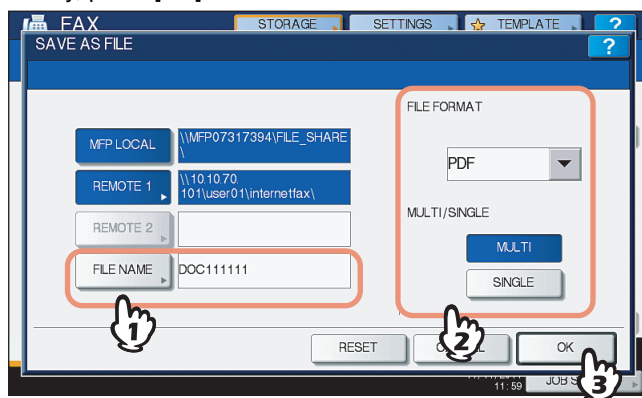 FAX STORAGE SETTINGS TEMPLATE ?
SAVE AS FILE ?
FILE FORMAT
MFP LOCAL \\MFP07317394\FILE_SHARE
\
PDF
REMOTE 1 \\10.10.70.
101\user01\internetfax\
MULTI/SINGLE
REMOTE 2
MULTI
FILE NAME DOC111111
SINGLE
1
2
RESET OK
3
11:59 JOB S